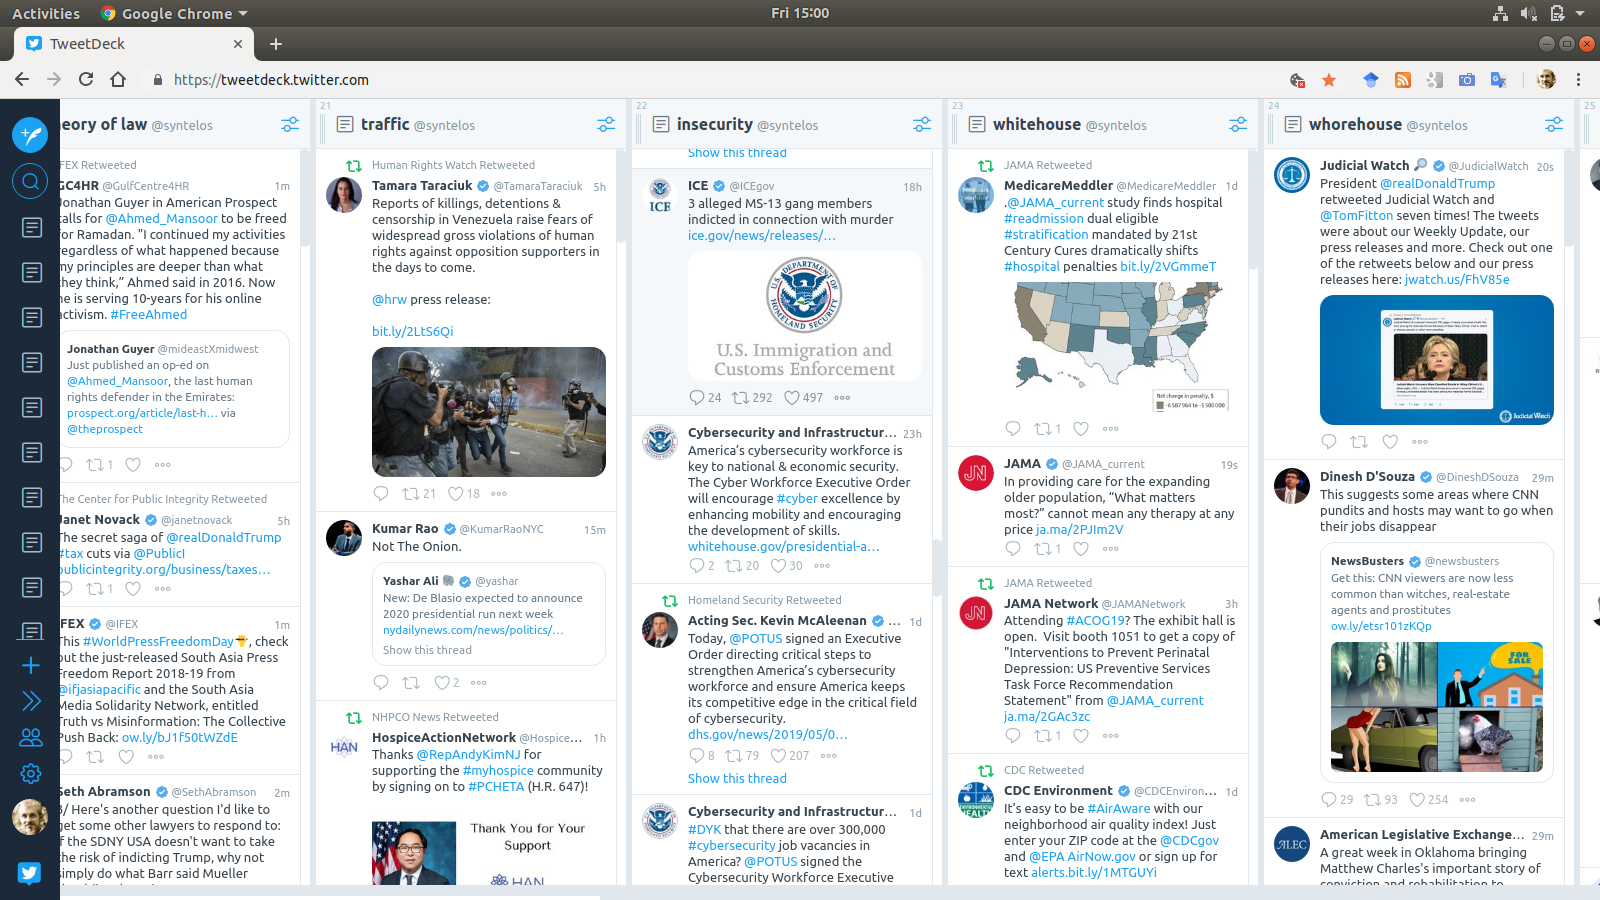 Activities
Google Chrome
Fri 15:00
TweetDeck
https://tweetdeck.twitter.com
eory of law @syntelos
FEX Retweeted
GC4HR @GulfCentre4HR 1m
Jonathan Guyer in American Prospect
calls for @Ahmed_Mansoor to be freed
for Ramadan. "I continued my activities
regardless of what happened because
my principles are deeper than what
they think," Ahmed said in 2016. Now
he is serving 10-years for his online
activism. #FreeAhmed
Jonathan Guyer @mideastXmidwest
Just published an op-ed on
@Ahmed_Mansoor, the last human
rights defender in the Emirates:
prospect.org/article/last-h… via
@theprospect
1
The Center for Public Integrity Retweeted
Janet Novack @janetnovack 5h
The secret saga of @realDonaldTrump
#tax cuts via @PublicI
publicintegrity.org/business/taxes…
1
IFEX @IFEX 1m
This #WorldPressFreedomDay, check
out the just-released South Asia Press
Freedom Report 2018-19 from
@ifjasiapacific and the South Asia
Media Solidarity Network, entitled
Truth vs Misinformation: The Collective
Push Back: ow.ly/bJ1f50tWZdE
Seth Abramson @SethAbramson 2m
3/ Here's another question I'd like to
get some other lawyers to respond to:
if the SDNY USA doesn't want to take
the risk of indicting Trump, why not
simply do what Barr said Mueller
21
traffic @syntelos
Human Rights Watch Retweeted
Tamara Taraciuk @TamaraTaraciuk 5h
Reports of killings, detentions &
censorship in Venezuela raise fears of
widespread gross violations of human
rights against opposition supporters in
the days to come.
@hrw press release:
bit.ly/2LtS6Qi
21 18
Kumar Rao @KumarRaoNYC 15m
Not The Onion.
Yashar Ali @yashar
New: De Blasio expected to announce
2020 presidential run next week
nydailynews.com/news/politics/…
Show this thread
2
NHPCO News Retweeted
HospiceActionNetwork @Hospice… 1h
HAN
Thanks @RepAndyKimNJ for
supporting the #myhospice community
by signing on to #PCHETA (H.R. 647)!
Thank You for Your
Support
HAN
22
insecurity @syntelos
Show this thread
ICE @ICEgov 18h
ICE
3 alleged MS-13 gang members
indicted in connection with murder
ice.gov/news/releases/…
U.S. DEPARTMENT OF
HOMELAND SECURITY
U.S. Immigration and
Customs Enforcement
24 292 497
Cybersecurity and Infrastructur… 23h
America's cybersecurity workforce is
key to national & economic security.
The Cyber Workforce Executive Order
will encourage #cyber excellence by
enhancing mobility and encouraging
the development of skills.
whitehouse.gov/presidential-a…
2 20 30
Homeland Security Retweeted
Acting Sec. Kevin McAleenan … 1d
Today, @POTUS signed an Executive
Order directing critical steps to
strengthen America's cybersecurity
workforce and ensure America keeps
its competitive edge in the critical field
of cybersecurity.
dhs.gov/news/2019/05/0…
8 79 207
Show this thread
Cybersecurity and Infrastructur… 1d
#DYK that there are over 300,000
#cybersecurity job vacancies in
America? @POTUS signed the
Cybersecurity Workforce Executive
23
whitehouse @syntelos
JAMA Retweeted
MedicareMeddler @MedicareMeddler 1d
.@JAMA_current study finds hospital
#readmission dual eligible
#stratification mandated by 21st
Century Cures dramatically shifts
#hospital penalties bit.ly/2VGmmeT
Net change in penalty, $
-6 587 964 to -1 500 000
1
JAMA @JAMA_current 19s
JN
In providing care for the expanding
older population, "What matters
most?" cannot mean any therapy at any
price ja.ma/2PJIm2V
1
JAMA Retweeted
JAMA Network @JAMANetwork 3h
JN
Attending #ACOG19? The exhibit hall is
open. Visit booth 1051 to get a copy of
"Interventions to Prevent Perinatal
Depression: US Preventive Services
Task Force Recommendation
Statement" from @JAMA_current
ja.ma/2GAc3zc
1
CDC Retweeted
CDC Environment @CDCEnviron… 1d
It's easy to be #AirAware with our
neighborhood air quality index! Just
enter your ZIP code at the @CDCgov
and @EPA AirNow.gov or sign up for
text alerts.bit.ly/1MTGUYi
24
whorehouse @syntelos
Judicial Watch @JudicialWatch 20s
President @realDonaldTrump
retweeted Judicial Watch and
@TomFitton seven times! The tweets
were about our Weekly Update, our
press releases and more. Check out one
of the retweets below and our press
releases here: jwatch.us/FhV85e
Judicial Watch
Dinesh D'Souza @DineshDSouza 29m
This suggests some areas where CNN
pundits and hosts may want to go when
their jobs disappear
NewsBusters @newsbusters
Get this: CNN viewers are now less
common than witches, real-estate
agents and prostitutes
ow.ly/etsr101zKQp
FOR
SALE
29 93 254
American Legislative Exchange… 29m
ALEC
A great week in Oklahoma bringing
Matthew Charles's important story of
conviction and rehabilitation to
25